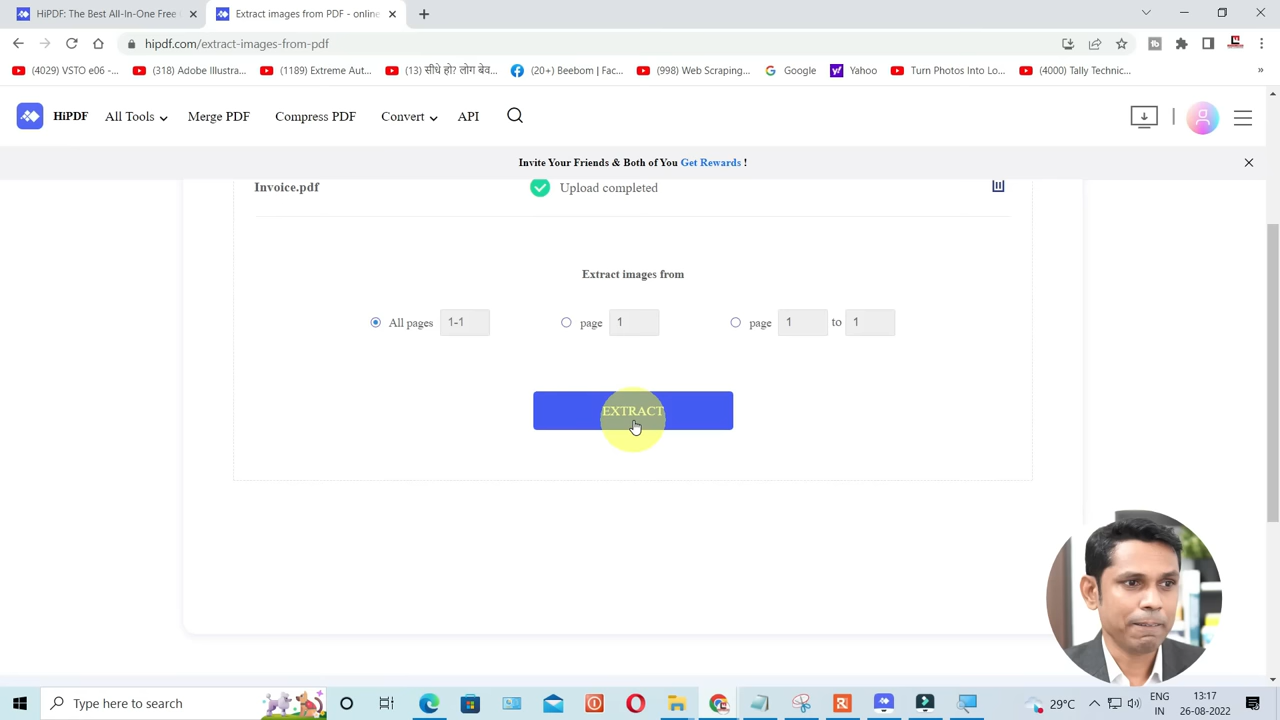 HiPDF: The Best All-In-One Free
Extract images from PDF - online
hipdf.com/extract-images-from-pdf
(4029) VSTO e06 -...
(318) Adobe Illustra...
(1189) Extreme Aut...
(13) सीधे हो? लोग बेव...
(20+) Beebom | Fac...
(998) Web Scraping...
Google
Yahoo
Turn Photos Into Lo...
(4000) Tally Technic...
»
HiPDF
All Tools
Merge PDF
Compress PDF
Convert
API
Invite Your Friends & Both of You Get Rewards !
Invoice.pdf
Upload completed
Extract images from
All pages 1-1
page 1
page 1 to 1
EXTRACT
Type here to search
29°C
ENG
IN
13:17
26-08-2022